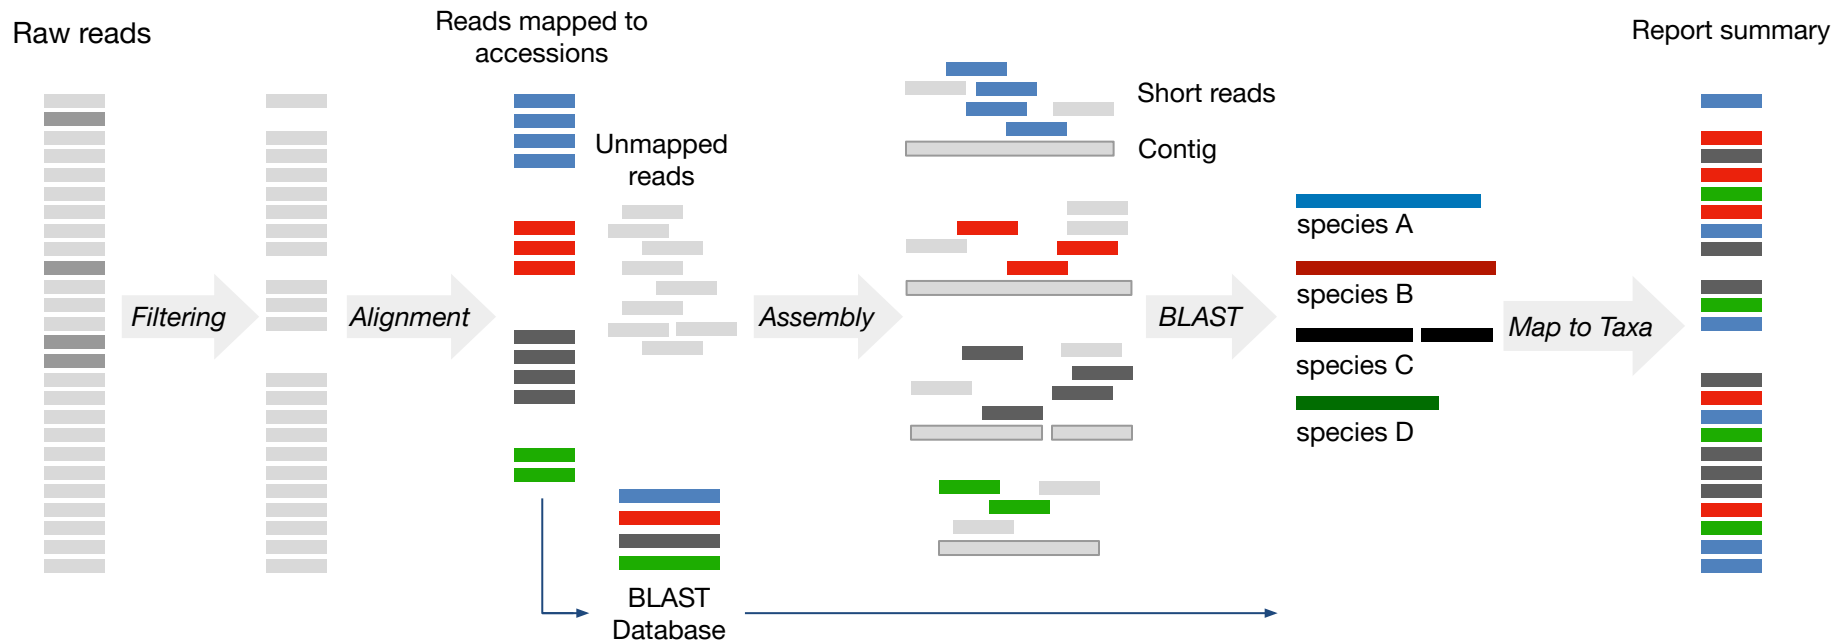 Raw reads
Filtering
Alignment
Reads mapped to
accessions
Unmapped
reads
BLAST
Database
Assembly
Short reads
Contig
BLAST
species A
species B
species C
species D
Map to Taxa
Report summary